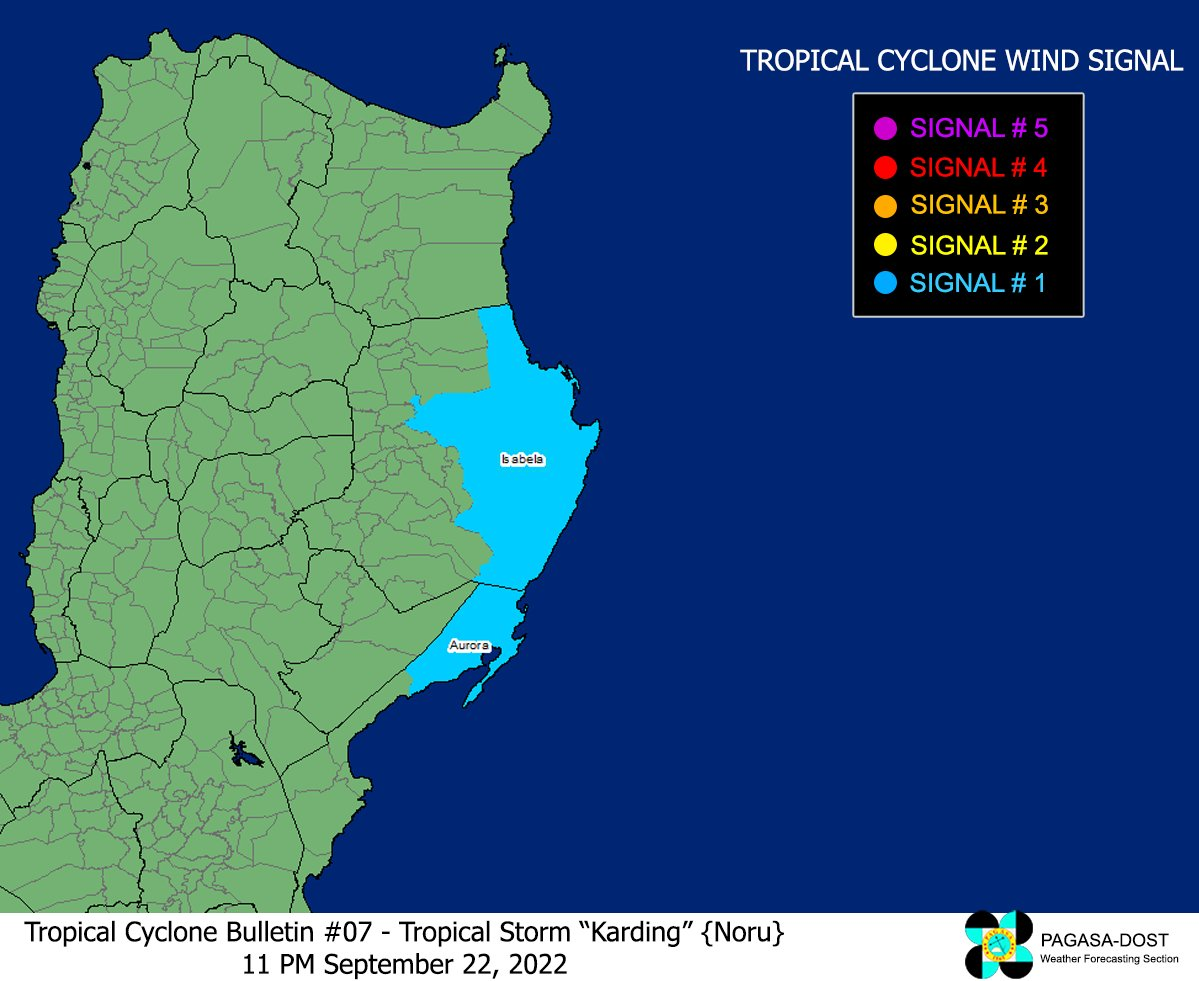 TROPICAL CYCLONE WIND SIGNAL
SIGNAL # 5
SIGNAL # 4
SIGNAL # 3
SIGNAL # 2
SIGNAL # 1
Isabela
Aurora
Tropical Cyclone Bulletin #07 - Tropical Storm “Karding” {Noru}
11 PM September 22, 2022
PAGASA-DOST
Weather Forecasting Section